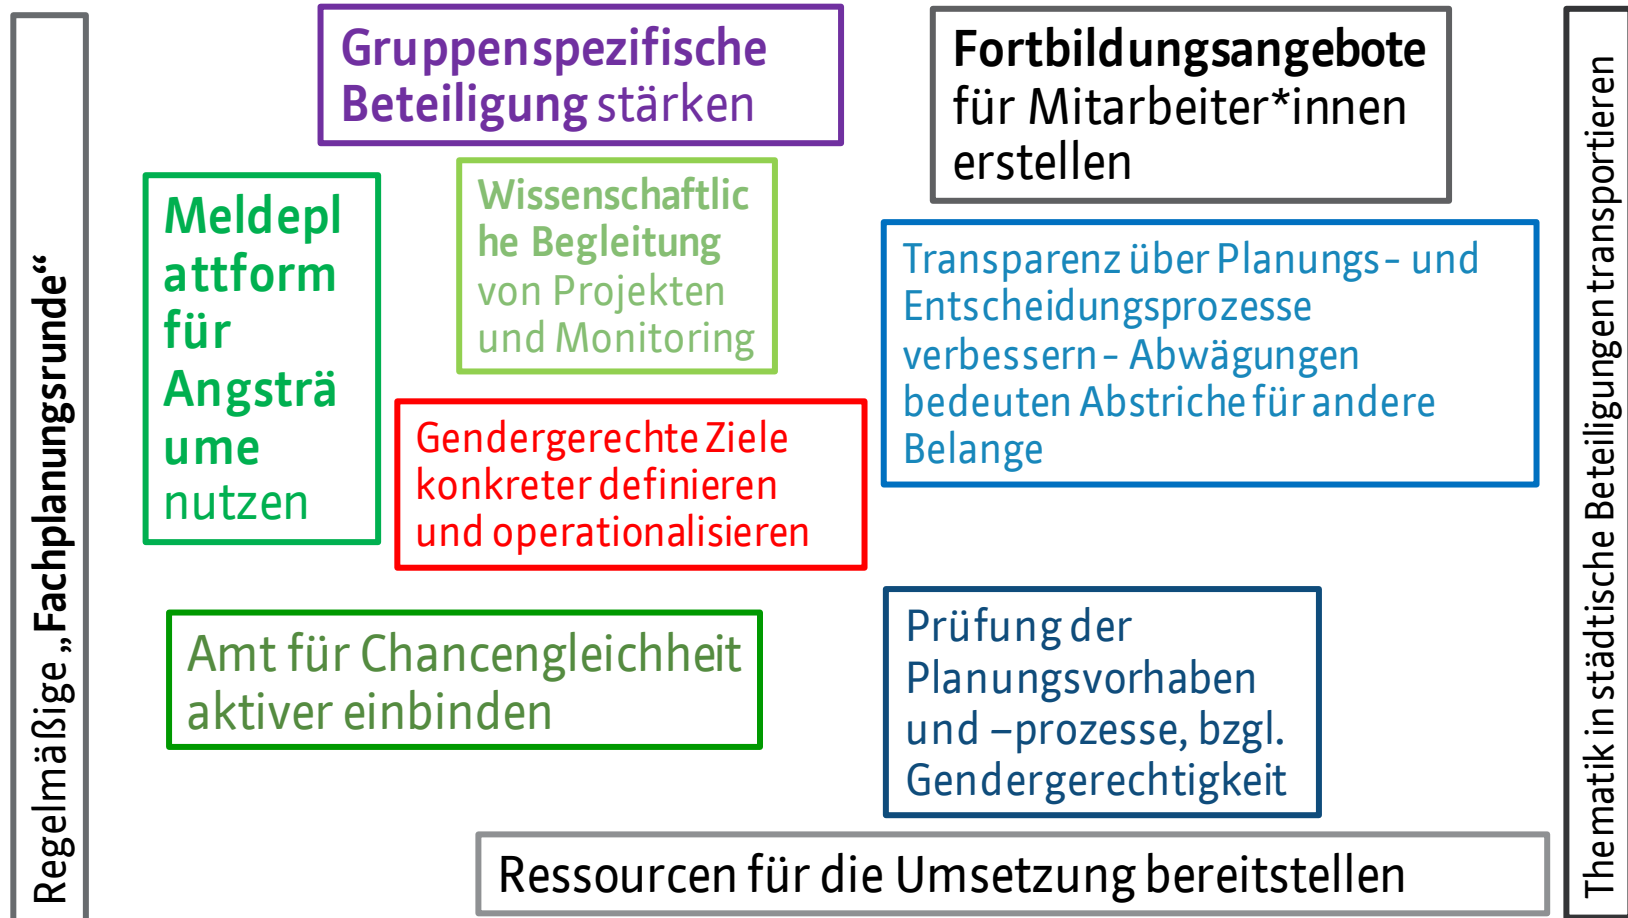 Regelmäßige „Fachplanungsrunde“
Gruppenspezifische
Beteiligung stärken
Fortbildungsangebote
für Mitarbeiter*innen
erstellen
Meldepl
attform
für
Angsträ
ume
nutzen
Wissenschaftlic
he Begleitung
von Projekten
und Monitoring
Transparenz über Planungs- und
Entscheidungsprozesse
verbessern - Abwägungen
bedeuten Abstriche für andere
Belange
Gendergerechte Ziele
konkreter definieren
und operationalisieren
Amt für Chancengleichheit
aktiver einbinden
Prüfung der
Planungsvorhaben
und –prozesse, bzgl.
Gendergerechtigkeit
Ressourcen für die Umsetzung bereitstellen
Thematik in städtische Beteiligungen transportieren